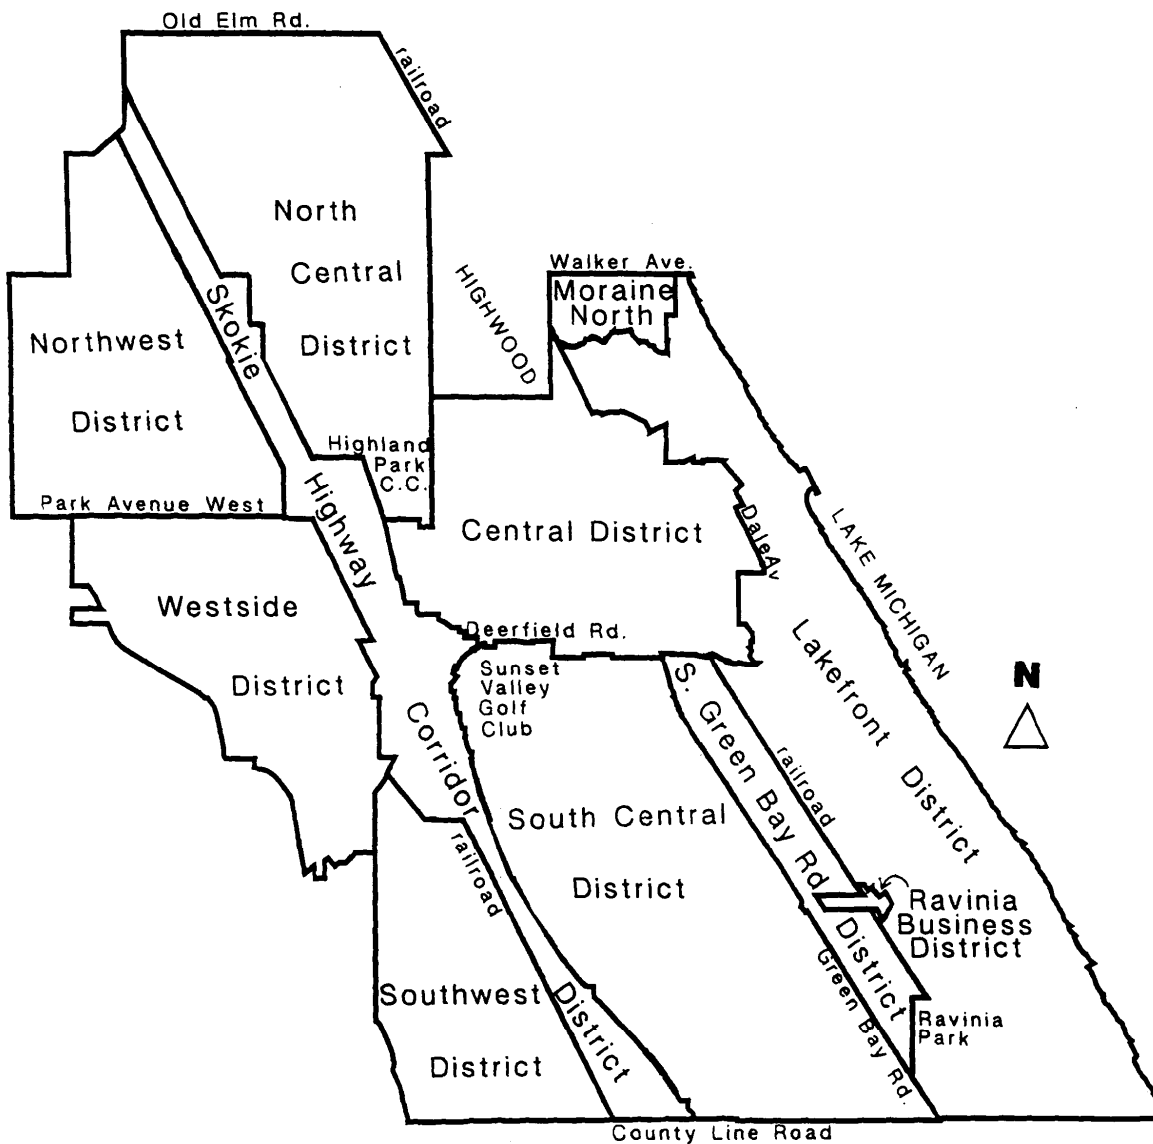 Old Elm Rd.
railroad
North
Central
District
Walker Ave.
Moraine
North
HIGHWOOD
Skokie
Highway
Corridor
District
Northwest
District
Highland
Park
C.C.
Park Avenue West
Central District
Dale Av
LAKE MICHIGAN
Westside
District
Deerfield Rd.
Sunset
Valley
Golf
Club
Lakefront
District
N
S. Green Bay Rd
District
railroad
South Central
District
railroad
Ravinia
Business
District
Southwest
District
Green Bay Rd.
Ravinia
Park
County Line Road